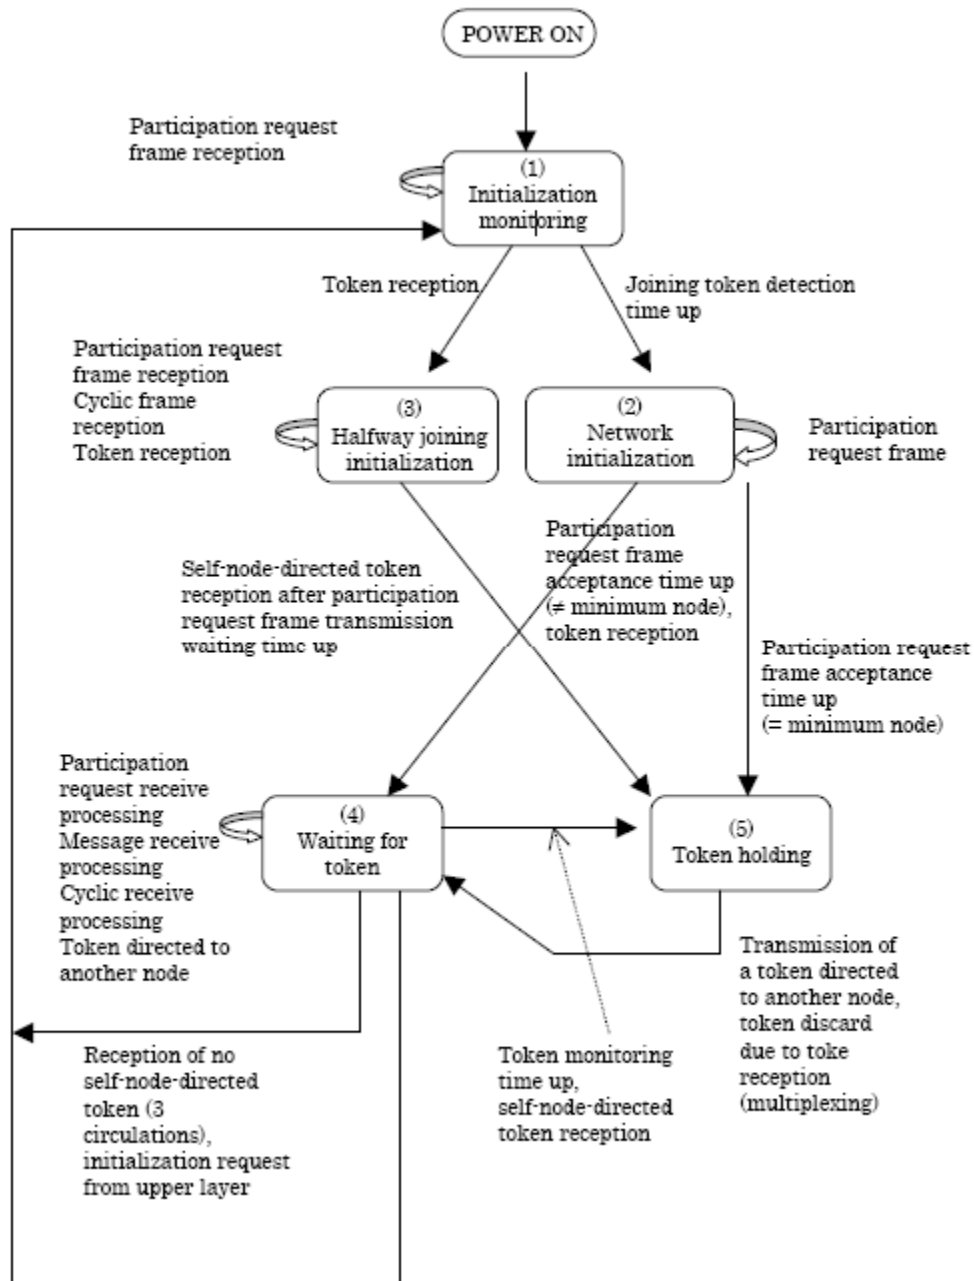 POWER ON
Participation request
frame reception
(1)
Initialization
monitoring
Token reception
Joining token detection
time up
Participation request
frame reception
Cyclic frame
reception
Token reception
(3)
Halfway joining
initialization
(2)
Network
initialization
Participation
request frame
Self-node-directed token
reception after participation
request frame transmission
waiting time up
Participation
request frame
acceptance time up
(≠ minimum node),
token reception
Participation request
frame acceptance
time up
(= minimum node)
Participation
request receive
processing
Message receive
processing
Cyclic receive
processing
Token directed to
another node
(4)
Waiting for
token
(5)
Token holding
Transmission of
a token directed
to another node,
token discard
due to toke
reception
(multiplexing)
Token monitoring
time up,
self-node-directed
token reception
Reception of no
self-node-directed
token (3
circulations),
initialization request
from upper layer